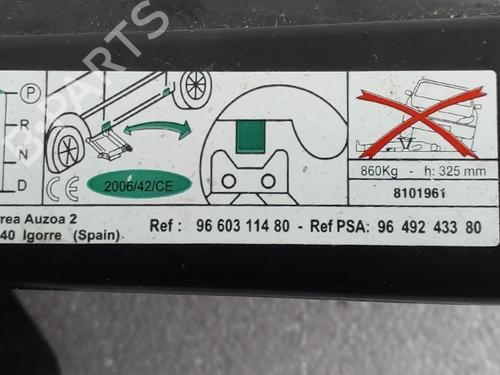 P
R
N
D
CE
2006/42/CE
860Kg - h: 325 mm
8101961
rea Auzoa 2
40 Igorre (Spain)
Ref : 96 603 114 80 - Ref PSA: 96 492 433 80
B-PARTS